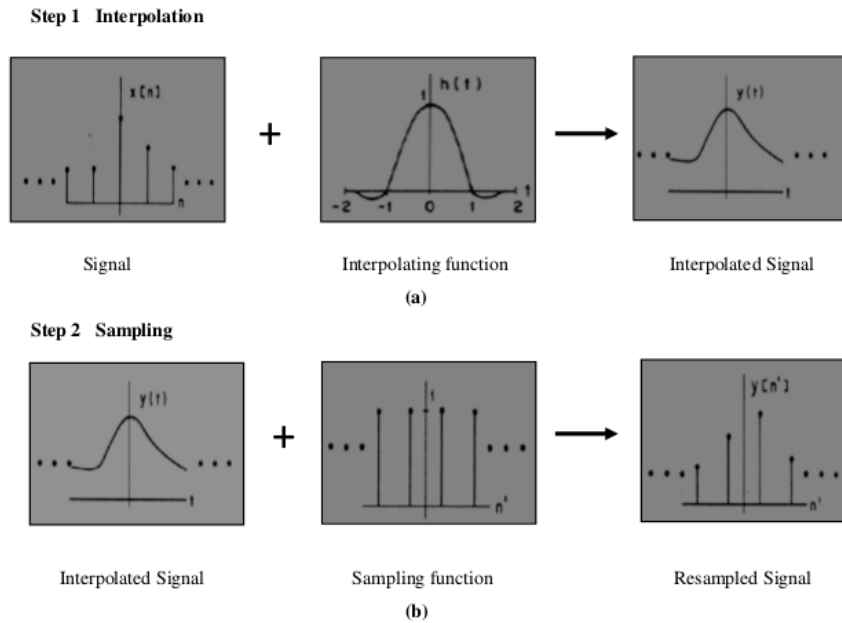 Step 1 Interpolation
x[n]
n
+
h(t)
1
t
-2 -1 0 1 2
y(t)
t
Signal
Interpolating function
Interpolated Signal
(a)
Step 2 Sampling
y(t)
t
+
1
n'
y[n']
n'
Interpolated Signal
Sampling function
Resampled Signal
(b)